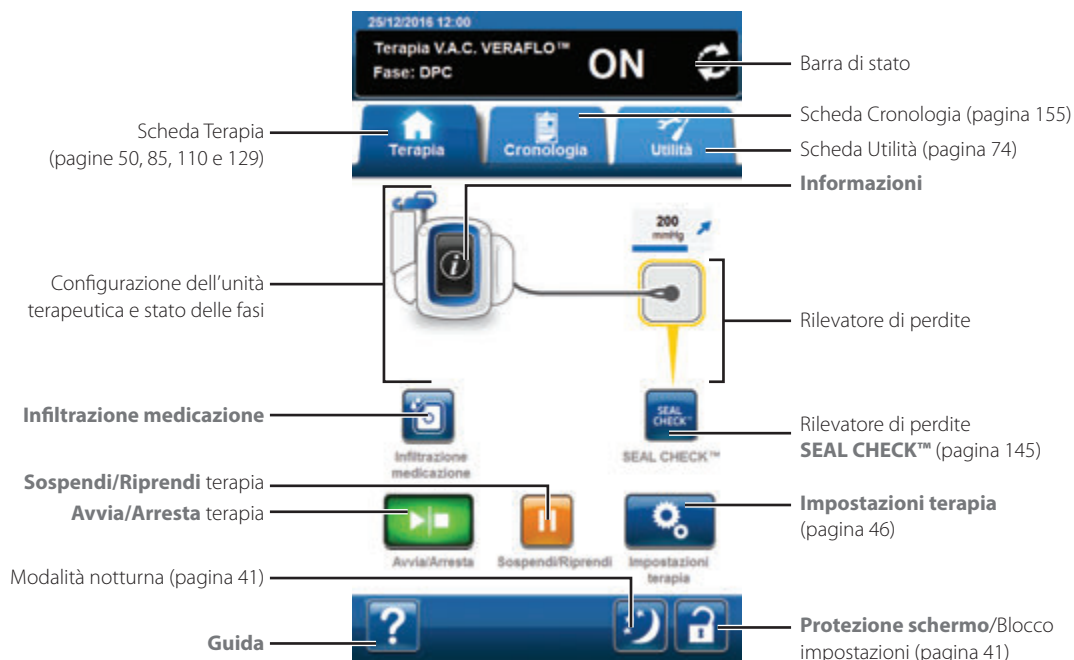 25/12/2016 12:00
Terapia V.A.C. VERAFLO™
Fase: DPC
ON
Barra di stato
Scheda Terapia
(pagine 50, 85, 110 e 129)
Terapia
Cronologia
Utilità
Scheda Cronologia (pagina 155)
Scheda Utilità (pagina 74)
Informazioni
200
mmHg
i
Configurazione dell'unità
terapeutica e stato delle fasi
Rilevatore di perdite
Infiltrazione medicazione
Infiltrazione
medicazione
SEAL
CHECK™
SEAL CHECK™
Rilevatore di perdite
SEAL CHECK™ (pagina 145)
Sospendi/Riprendi terapia
Avvia/Arresta terapia
Avvia/Arresta
Sospendi/Riprendi
Impostazioni
terapia
Impostazioni terapia
(pagina 46)
Modalità notturna (pagina 41)
Guida
?
Protezione schermo/Blocco
impostazioni (pagina 41)